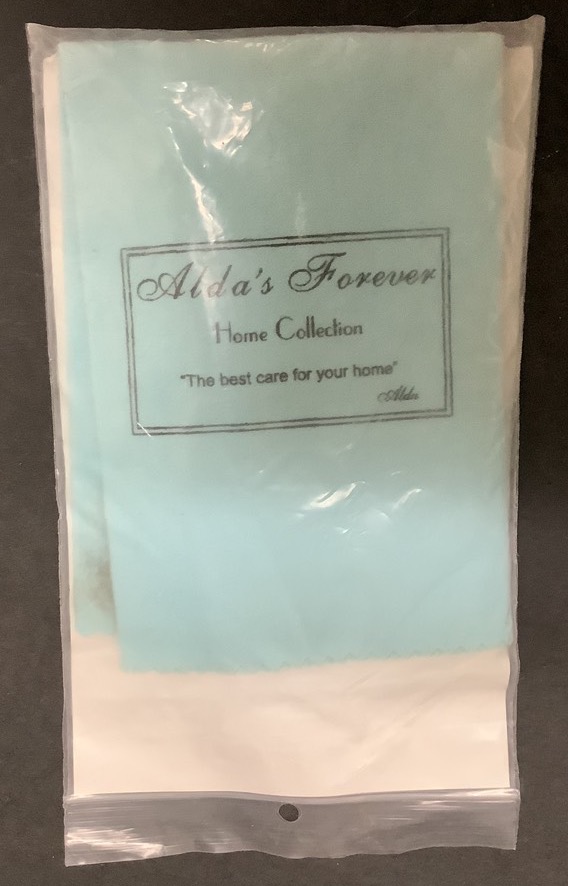 Alda's Forever
Home Collection
"The best care for your home"
Alda